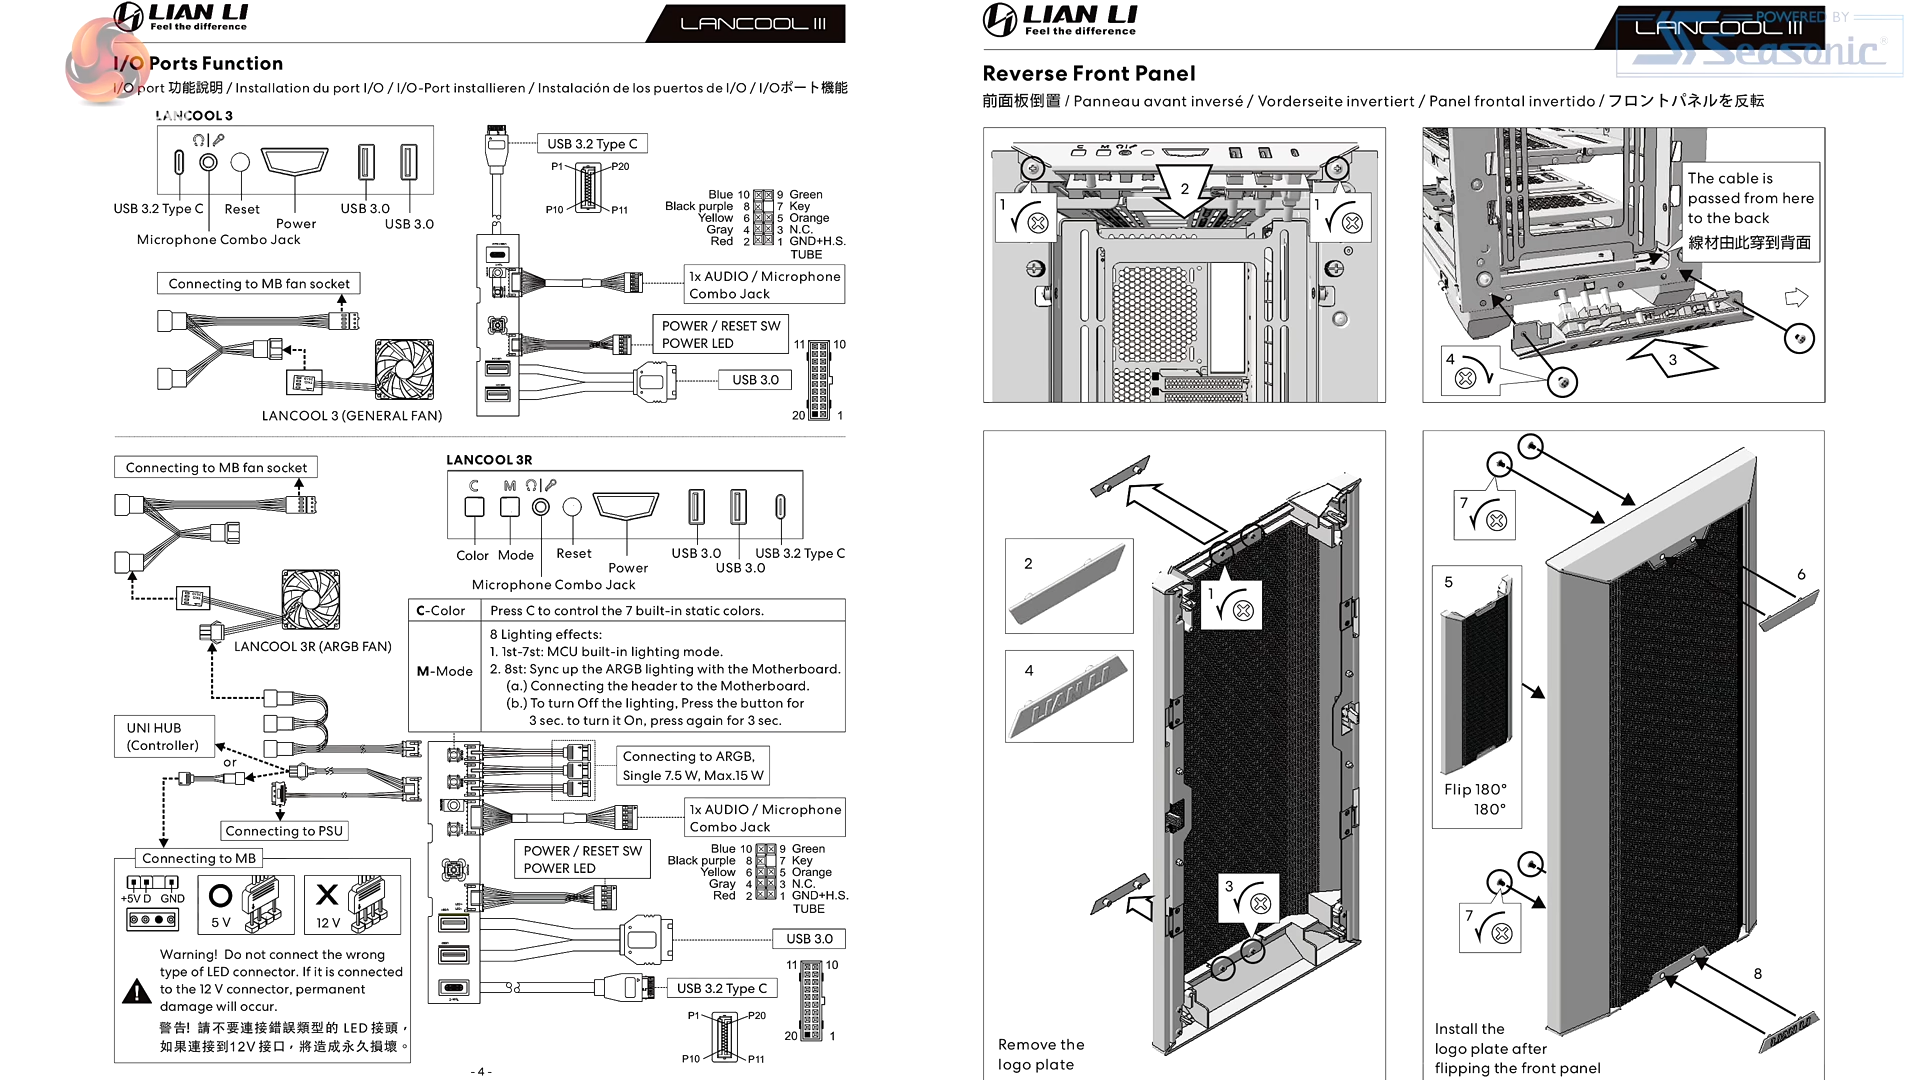 LIAN LI
Feel the difference
LANCOOL III
I/O Ports Function
I/O port 功能說明 / Installation du port I/O / I/O-Port installieren / Instalación de los puertos de I/O / I/Oポート機能
LANCOOL 3
USB 3.2 Type C
Reset
Power
USB 3.0
USB 3.0
Microphone Combo Jack
USB 3.2 Type C
P1
P20
P10
P11
Blue 10 9 Green
Black purple 8 7 Key
Yellow 6 5 Orange
Gray 4 3 N.C.
Red 2 1 GND+H.S.
TUBE
1x AUDIO / Microphone
Combo Jack
POWER / RESET SW
POWER LED
11 10
USB 3.0
20 1
Connecting to MB fan socket
LANCOOL 3 (GENERAL FAN)
Connecting to MB fan socket
LANCOOL 3R (ARGB FAN)
LANCOOL 3R
C M
Color Mode
Reset
Power
USB 3.0
USB 3.0
USB 3.2 Type C
Microphone Combo Jack
C-Color
Press C to control the 7 built-in static colors.
M-Mode
8 Lighting effects:
1. 1st-7st: MCU built-in lighting mode.
2. 8st: Sync up the ARGB lighting with the Motherboard.
(a.) Connecting the header to the Motherboard.
(b.) To turn Off the lighting, Press the button for
3 sec. to turn it On, press again for 3 sec.
UNI HUB
(Controller)
or
Connecting to PSU
Connecting to MB
+5V D GND
5 V
X
12 V
Warning! Do not connect the wrong
type of LED connector. If it is connected
to the 12 V connector, permanent
damage will occur.
警告! 請不要連接錯誤類型的 LED 接頭，
如果連接到12V 接口，將造成永久損壞。
Connecting to ARGB,
Single 7.5 W, Max.15 W
1x AUDIO / Microphone
Combo Jack
POWER / RESET SW
POWER LED
Blue 10 9 Green
Black purple 8 7 Key
Yellow 6 5 Orange
Gray 4 3 N.C.
Red 2 1 GND+H.S.
TUBE
USB 3.0
11 10
20 1
USB 3.2 Type C
P1
P20
P10
P11
- 4 -
LIAN LI
Feel the difference
LANCOOL III
POWERED BY
Seasonic
Reverse Front Panel
前面板倒置 / Panneau avant inversé / Vorderseite invertiert / Panel frontal invertido / フロントパネルを反転
C M
1
2
1
The cable is
passed from here
to the back
線材由此穿到背面
4
3
2
4
LIAN LI
1
3
Remove the
logo plate
7
5
Flip 180°
180°
6
7
8
LIAN LI
Install the
logo plate after
flipping the front panel